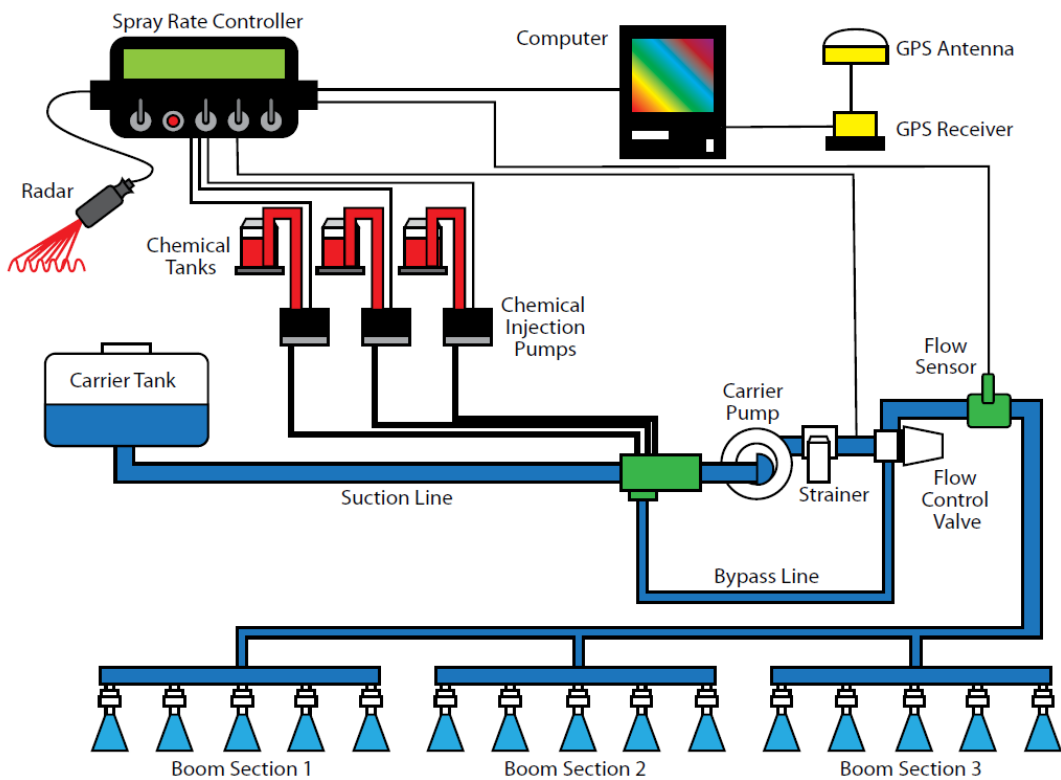 Spray Rate Controller
Computer
GPS Antenna
GPS Receiver
Radar
Chemical
Tanks
Chemical
Injection
Pumps
Carrier Tank
Carrier
Pump
Flow
Sensor
Suction Line
Strainer
Flow
Control
Valve
Bypass Line
Boom Section 1
Boom Section 2
Boom Section 3